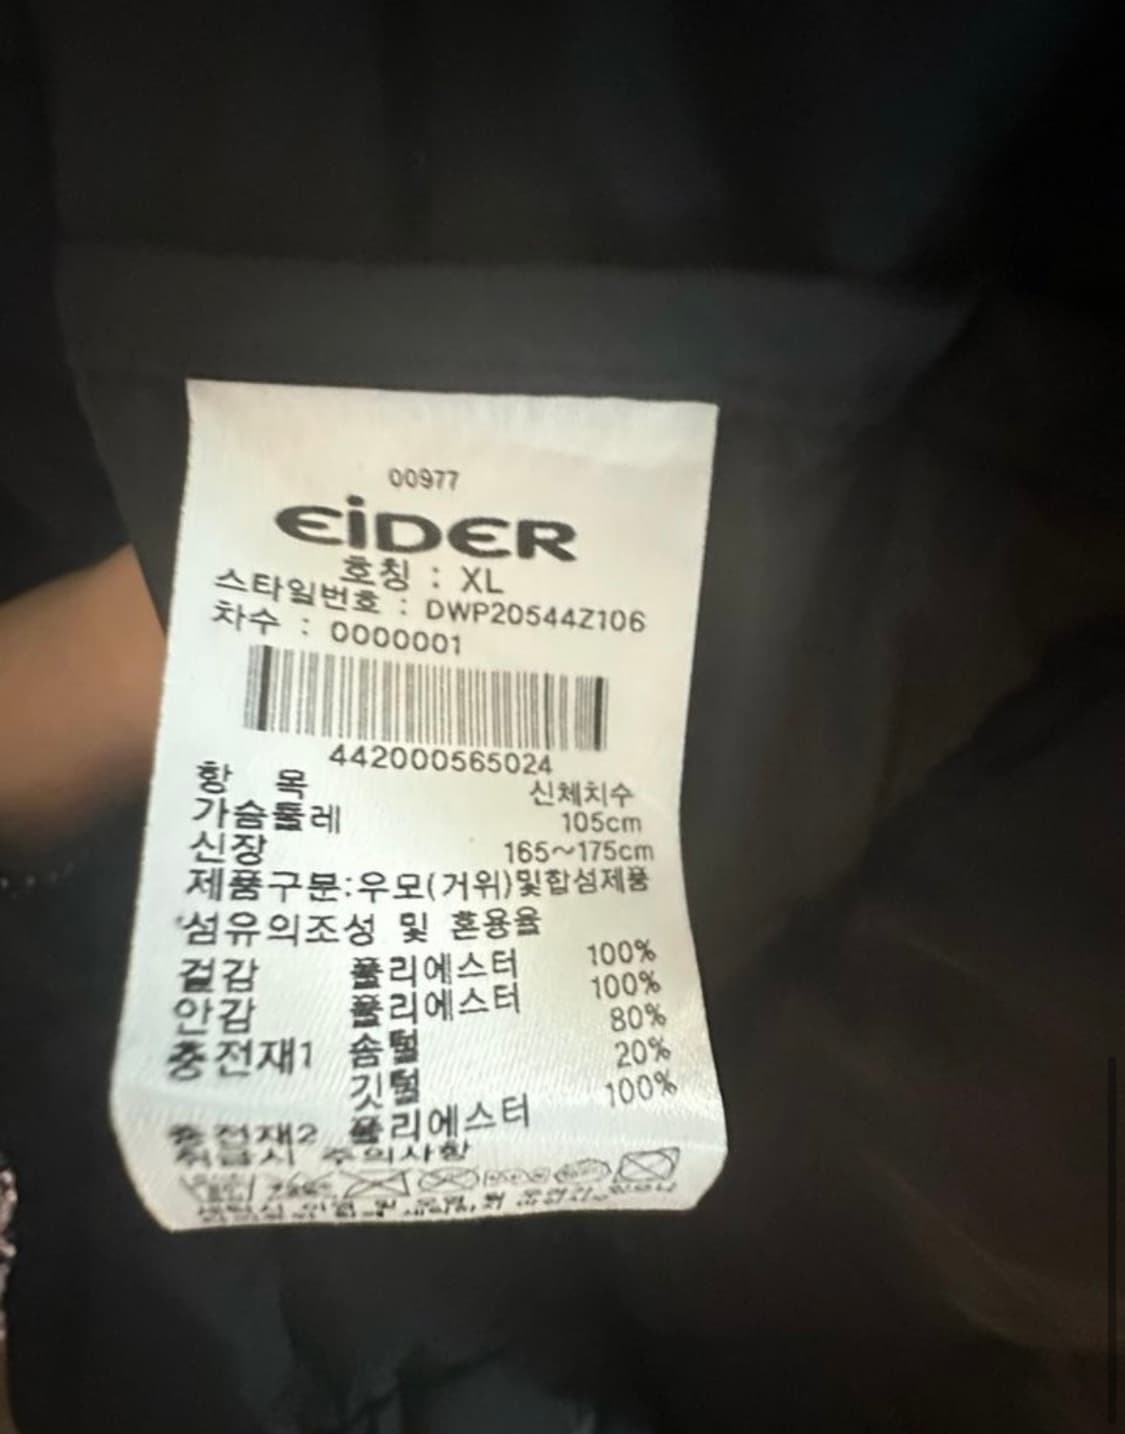 00977
EiDER
호칭 : XL
스타일번호 : DWP20544Z106
차수 : 0000001
442000565024
항 목 신체치수
가슴둘레 105cm
신장 165~175cm
제품구분:우모(거위)및합섬제품
섬유의조성 및 혼용율
겉감 폴리에스터 100%
안감 폴리에스터 100%
충전재1 솜털 80%
깃털 20%
충전재2 폴리에스터 100%
취급시 주의사항